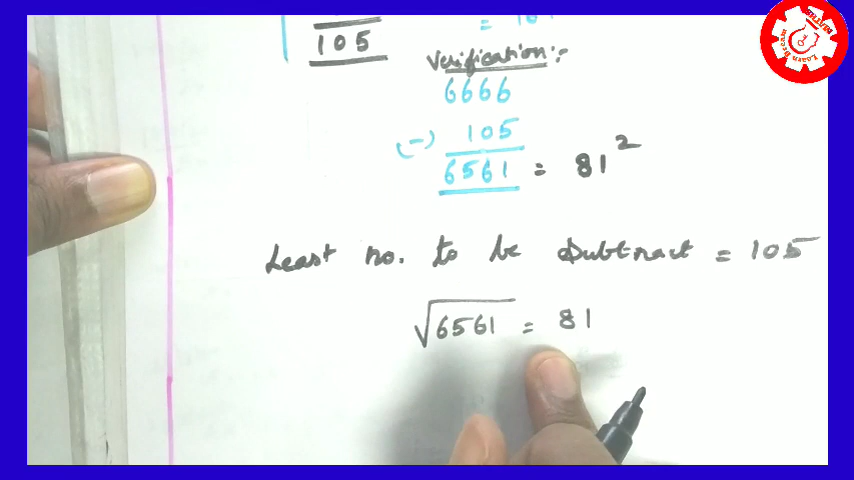 105
Verification:-
6666
(-) 105
6561 = 81²
Least no. to be Subtract = 105
√6561 = 81